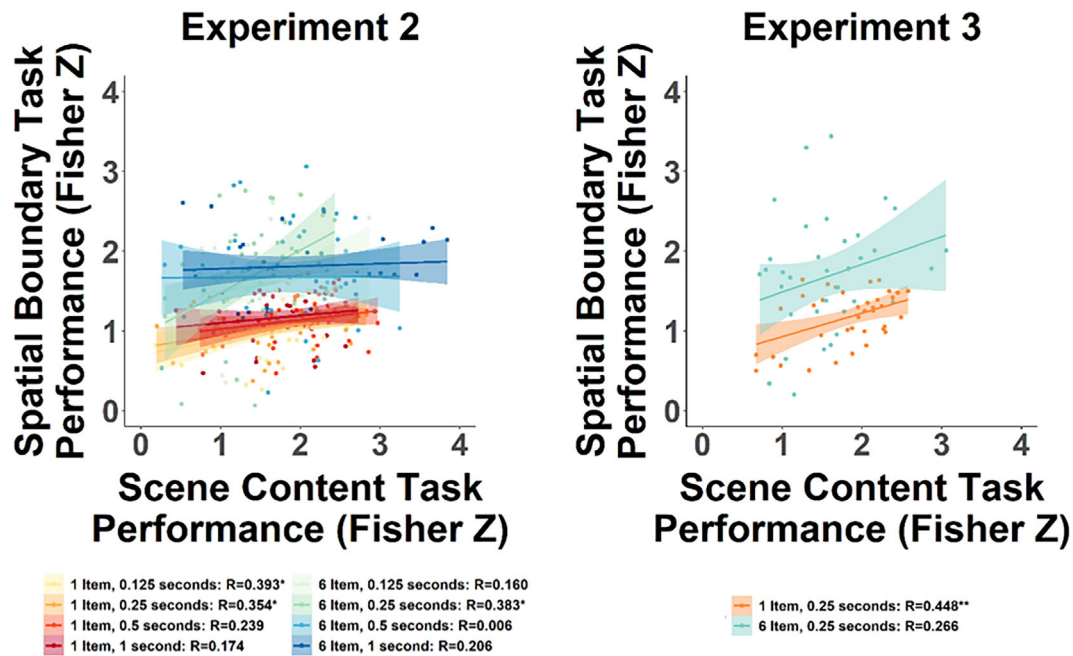 Experiment 2
Spatial Boundary Task
Performance (Fisher Z)
4
3
2
1
0
0 1 2 3 4
Scene Content Task
Performance (Fisher Z)
1 Item, 0.125 seconds: R=0.393*
1 Item, 0.25 seconds: R=0.354*
1 Item, 0.5 seconds: R=0.239
1 Item, 1 second: R=0.174
6 Item, 0.125 seconds: R=0.160
6 Item, 0.25 seconds: R=0.383*
6 Item, 0.5 seconds: R=0.006
6 Item, 1 second: R=0.206
Experiment 3
Spatial Boundary Task
Performance (Fisher Z)
4
3
2
1
0
0 1 2 3 4
Scene Content Task
Performance (Fisher Z)
1 Item, 0.25 seconds: R=0.448**
6 Item, 0.25 seconds: R=0.266